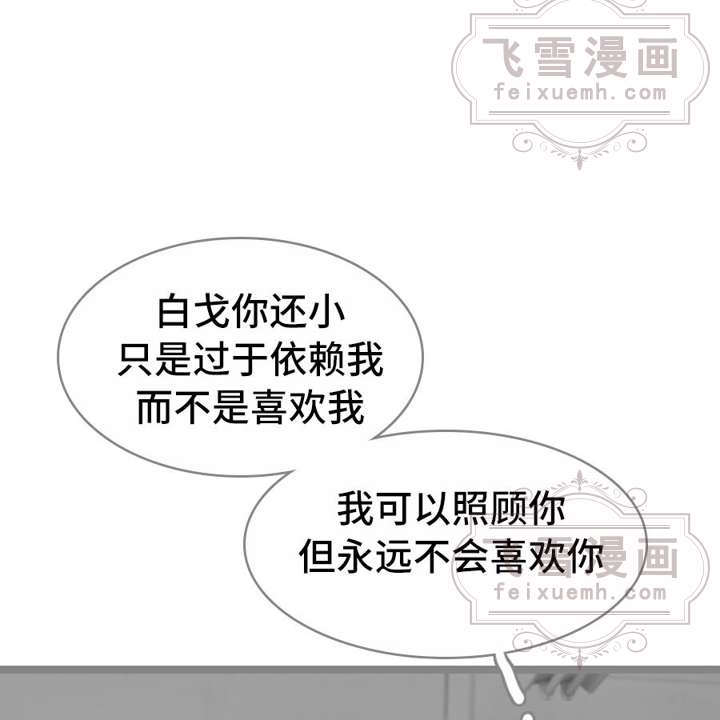 飞雪漫画
feixuemh.com
白戈你还小
只是过于依赖我
而不是喜欢我
我可以照顾你
但永远不会喜欢你
飞雪漫画
feixuemh.com